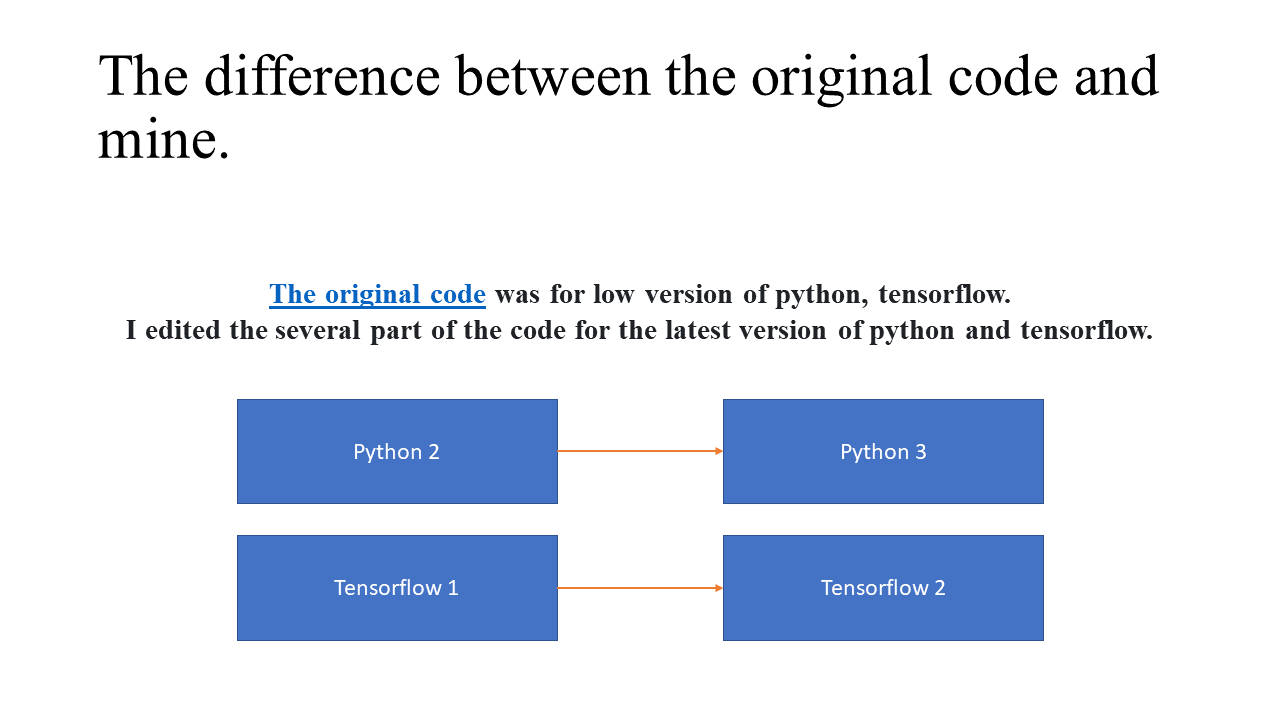 The difference between the original code and
mine.
The original code was for low version of python, tensorflow.
I edited the several part of the code for the latest version of python and tensorflow.
Python 2
Python 3
Tensorflow 1
Tensorflow 2